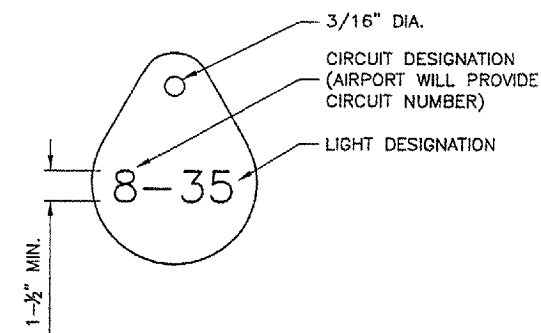 3/16" DIA.
CIRCUIT DESIGNATION
(AIRPORT WILL PROVIDE
CIRCUIT NUMBER)
LIGHT DESIGNATION
8-35
1-½" MIN.